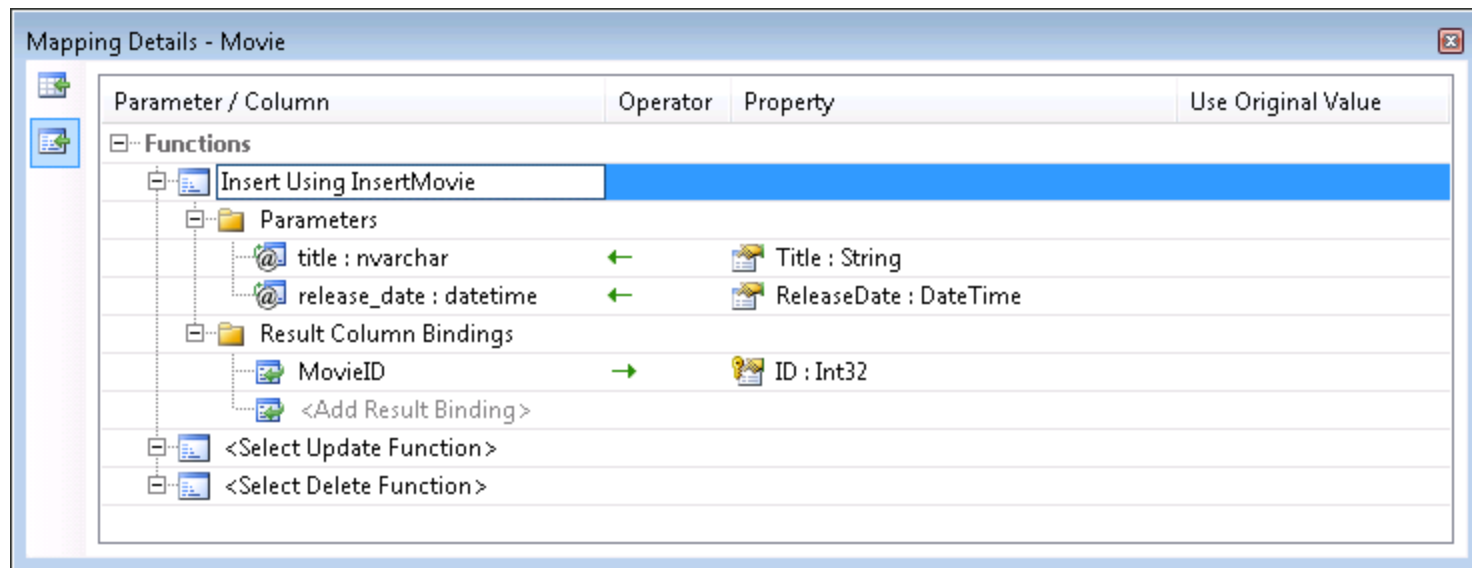 Mapping Details - Movie
Parameter / Column Operator Property Use Original Value
Functions
Insert Using InsertMovie
Parameters
title : nvarchar ← Title : String
release_date : datetime ← ReleaseDate : DateTime
Result Column Bindings
MovieID → ID : Int32
<Add Result Binding>
<Select Update Function>
<Select Delete Function>